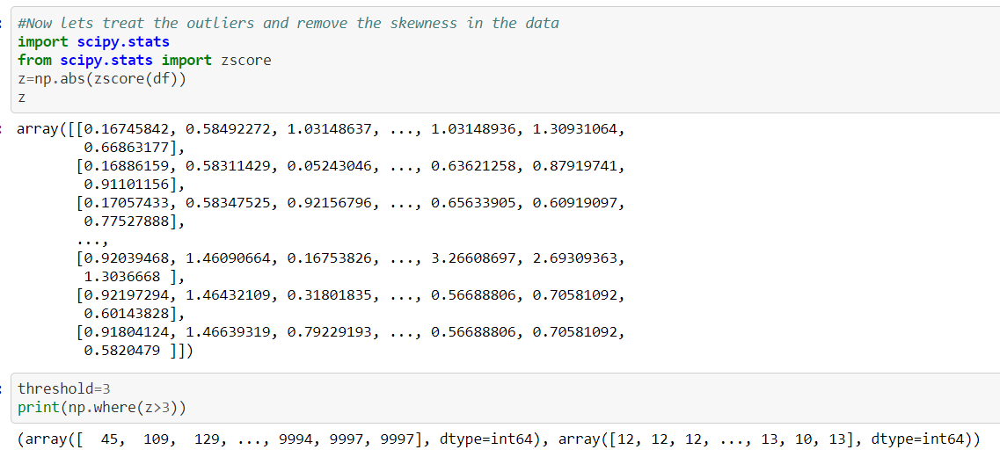 #Now lets treat the outliers and remove the skewness in the data
import scipy.stats
from scipy.stats import zscore
z=np.abs(zscore(df))
z
array([[0.16745842, 0.58492272, 1.03148637, ..., 1.03148936, 1.30931064,
0.66863177],
[0.16886159, 0.58311429, 0.05243046, ..., 0.63621258, 0.87919741,
0.91101156],
[0.17057433, 0.58347525, 0.92156796, ..., 0.65633905, 0.60919097,
0.77527888],
...,
[0.92039468, 1.46090664, 0.16753826, ..., 3.26608697, 2.69309363,
1.3036668 ],
[0.92197294, 1.46432109, 0.31801835, ..., 0.56688806, 0.70581092,
0.60143828],
[0.91804124, 1.46639319, 0.79229193, ..., 0.56688806, 0.70581092,
0.5820479 ]])
threshold=3
print(np.where(z>3))
(array([  45,  109,  129, ..., 9994, 9997, 9997], dtype=int64), array([12, 12, 12, ..., 13, 10, 13], dtype=int64))